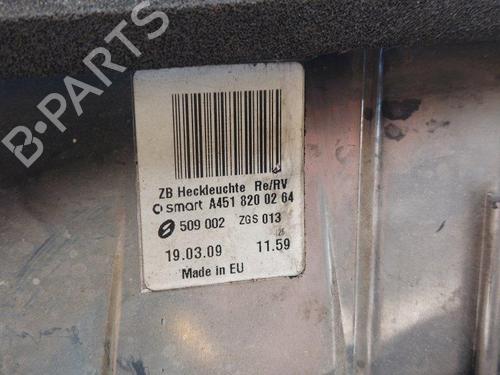 B-PARTS
ZB Heckleuchte Re/RV
smart A451 820 02 64
509 002 ZGS 013
19.03.09 11.59
Made in EU